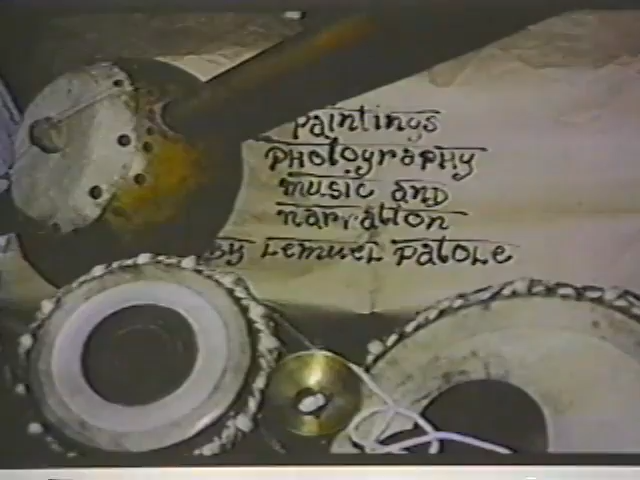 Paintings
Photography
music and
narration
By Lemuel Patole